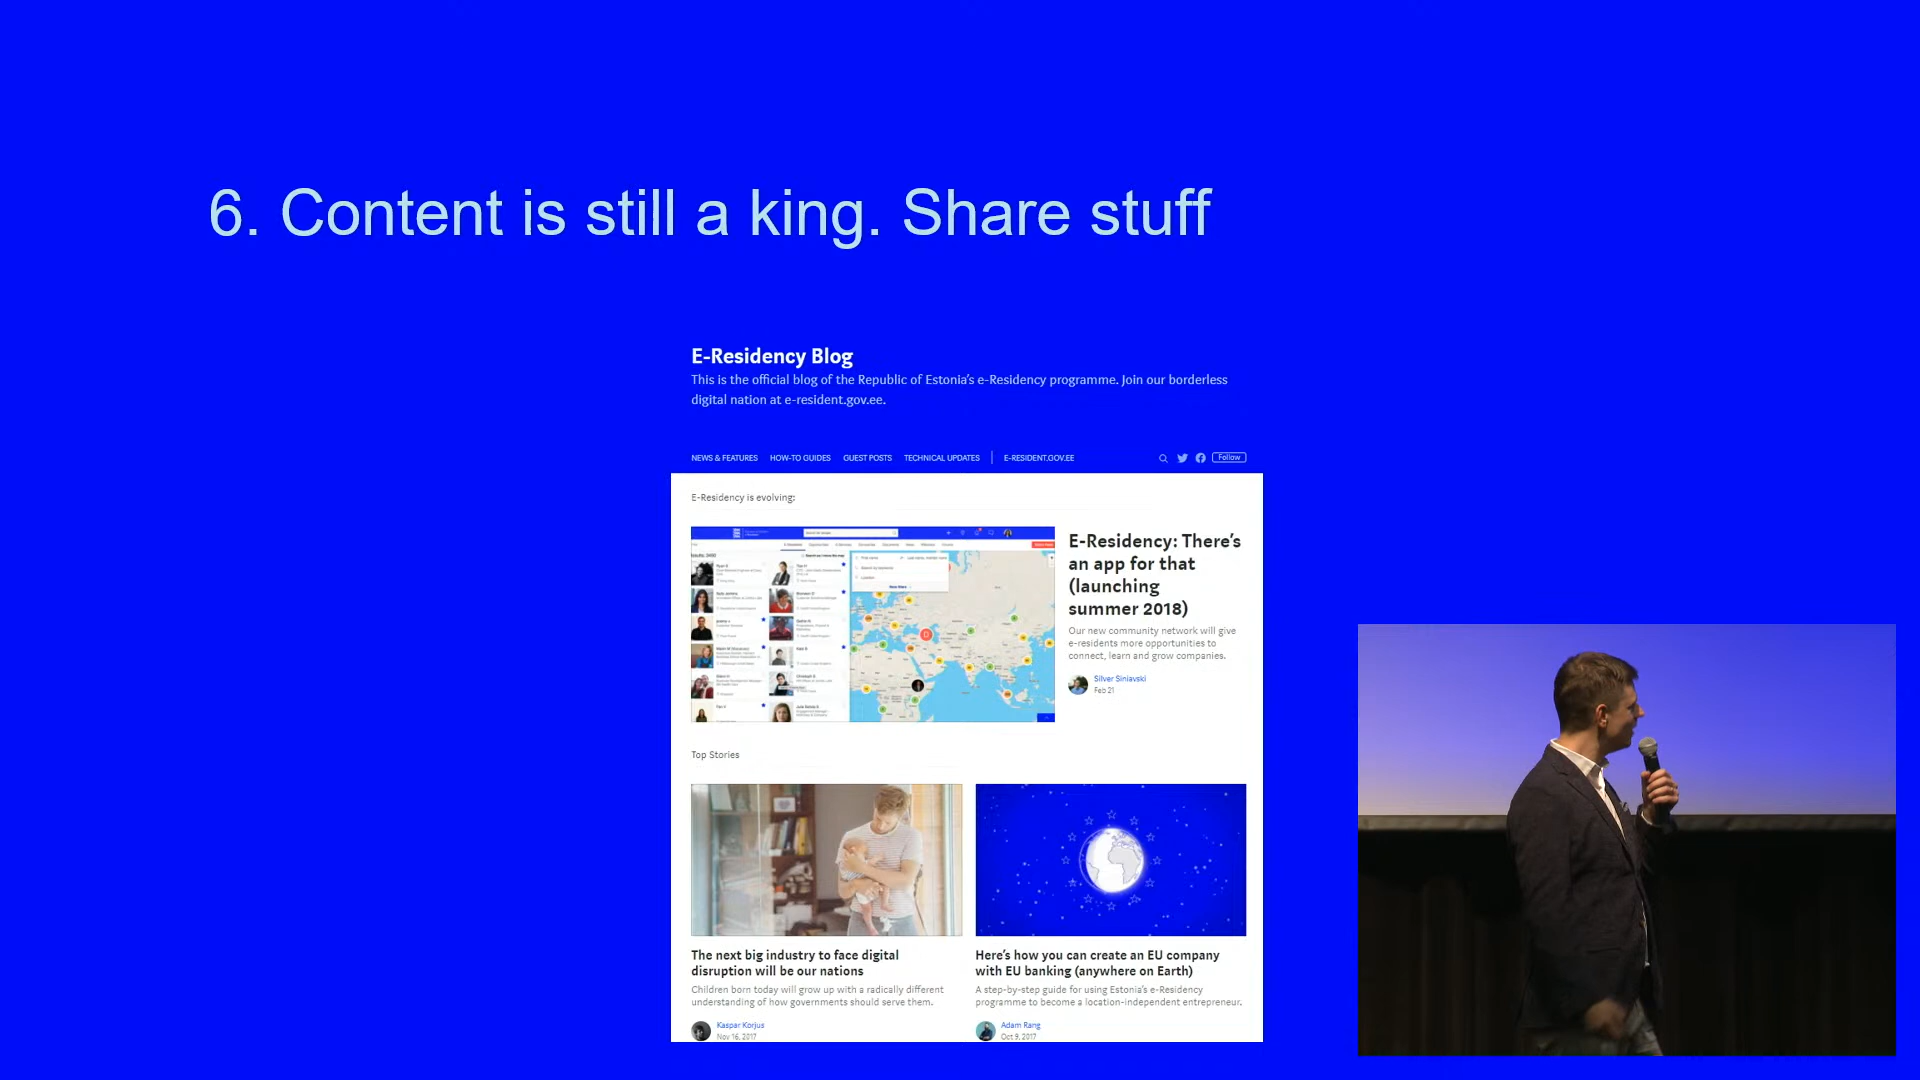 6. Content is still a king. Share stuff
E-Residency Blog
This is the official blog of the Republic of Estonia's e-Residency programme. Join our borderless
digital nation at e-resident.gov.ee.
NEWS & FEATURES HOW-TO GUIDES GUEST POSTS TECHNICAL UPDATES E-RESIDENT.GOV.EE Follow
E-Residency is evolving:
E-Residency: There's
an app for that
(launching
summer 2018)
Our new community network will give
e-residents more opportunities to
connect, learn and grow companies.
Silver Siniavski
Feb 21
Top Stories
The next big industry to face digital
disruption will be our nations
Children born today will grow up with a radically different
understanding of how governments should serve them.
Kaspar Korjus
Nov 16, 2017
Here's how you can create an EU company
with EU banking (anywhere on Earth)
A step-by-step guide for using Estonia's e-Residency
programme to become a location-independent entrepreneur.
Adam Rang
Oct 9, 2017